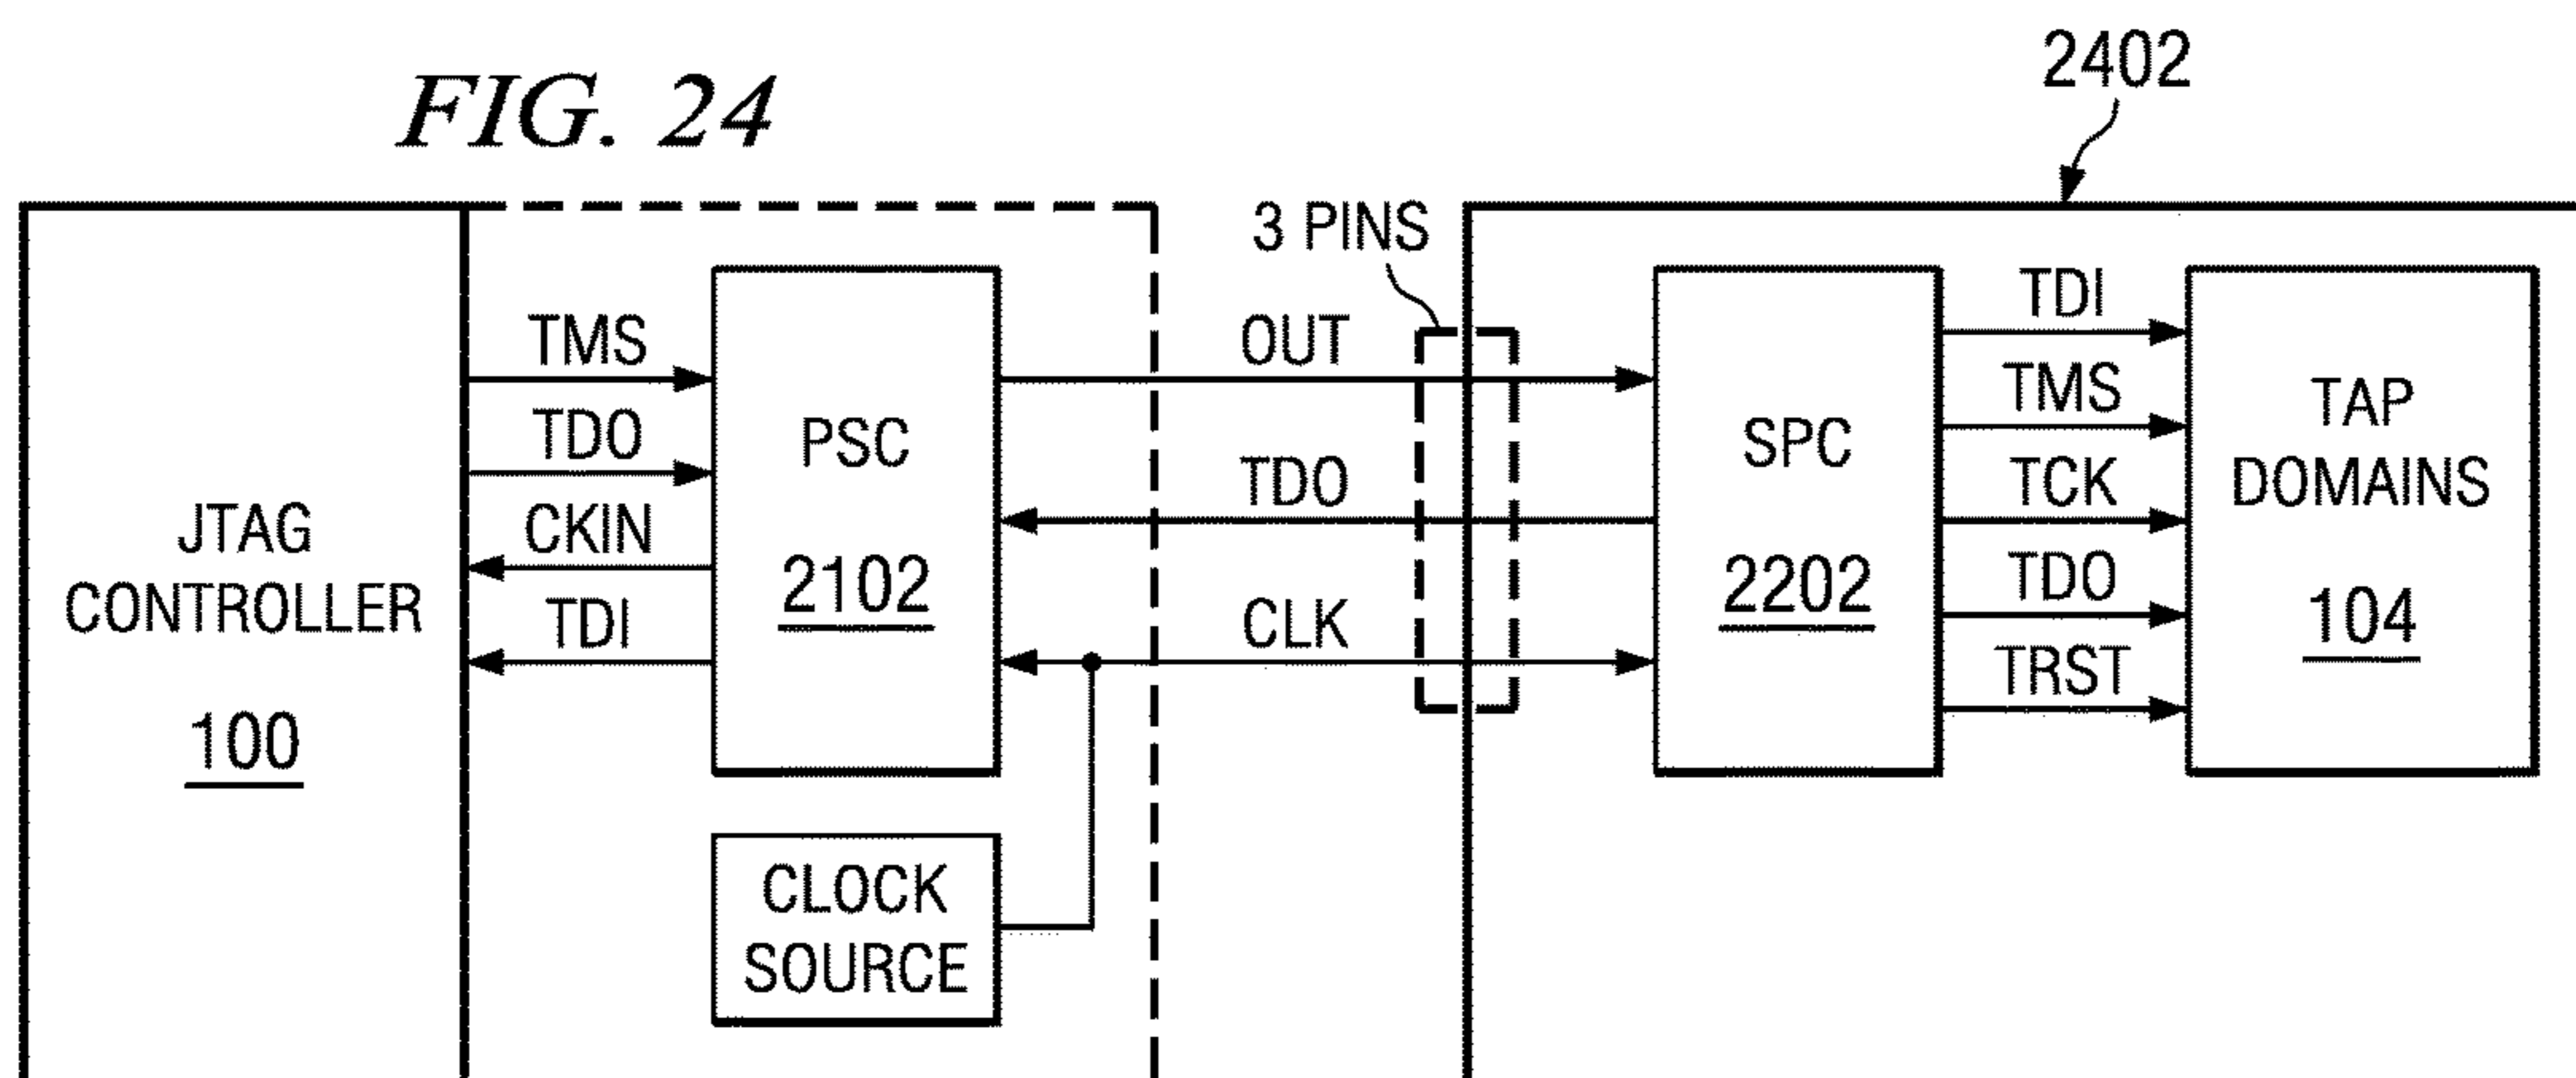 FIG. 24
2402
3 PINS
JTAG
CONTROLLER
100
TMS
TDO
CKIN
TDI
PSC
2102
CLOCK
SOURCE
OUT
TDO
CLK
SPC
2202
TDI
TMS
TCK
TDO
TRST
TAP
DOMAINS
104